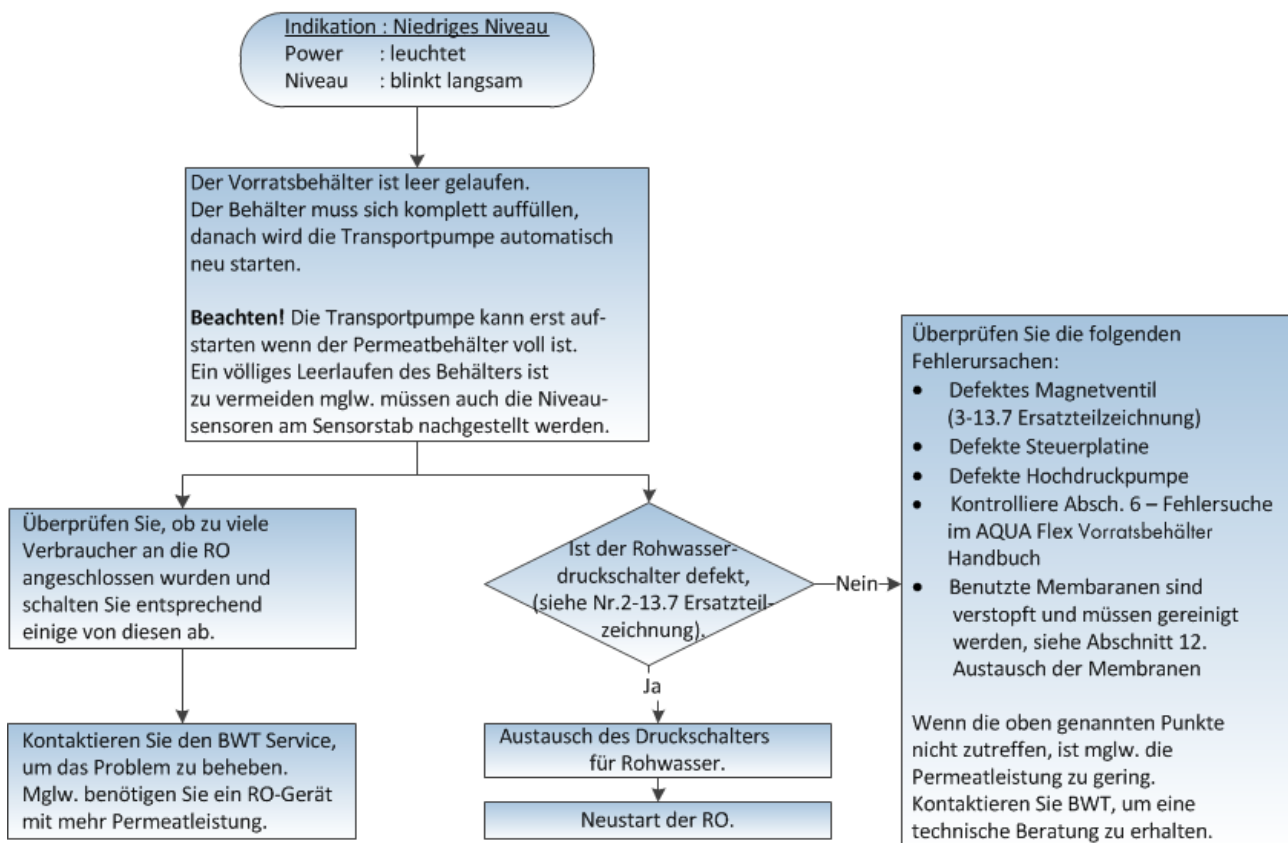 Indikation : Niedriges Niveau
Power : leuchtet
Niveau : blinkt langsam
Der Vorratsbehälter ist leer gelaufen.
Der Behälter muss sich komplett auffüllen,
danach wird die Transportpumpe automatisch
neu starten.
Beachten! Die Transportpumpe kann erst auf-
starten wenn der Permeatbehälter voll ist.
Ein völliges Leerlaufen des Behälters ist
zu vermeiden mglw. müssen auch die Niveau-
sensoren am Sensorstab nachgestellt werden.
Überprüfen Sie, ob zu viele
Verbraucher an die RO
angeschlossen wurden und
schalten Sie entsprechend
einige von diesen ab.
Kontaktieren Sie den BWT Service,
um das Problem zu beheben.
Mglw. benötigen Sie ein RO-Gerät
mit mehr Permeatleistung.
Ist der Rohwasser-
druckschalter defekt,
(siehe Nr.2-13.7 Ersatzteil-
zeichnung).
Nein
Ja
Austausch des Druckschalters
für Rohwasser.
Neustart der RO.
Überprüfen Sie die folgenden
Fehlerursachen:
• Defektes Magnetventil
(3-13.7 Ersatzteilzeichnung)
• Defekte Steuerplatine
• Defekte Hochdruckpumpe
• Kontrolliere Absch. 6 – Fehlersuche
im AQUA Flex Vorratsbehälter
Handbuch
• Benutzte Membaranen sind
verstopft und müssen gereinigt
werden, siehe Abschnitt 12.
Austausch der Membranen
Wenn die oben genannten Punkte
nicht zutreffen, ist mglw. die
Permeatleistung zu gering.
Kontaktieren Sie BWT, um eine
technische Beratung zu erhalten.